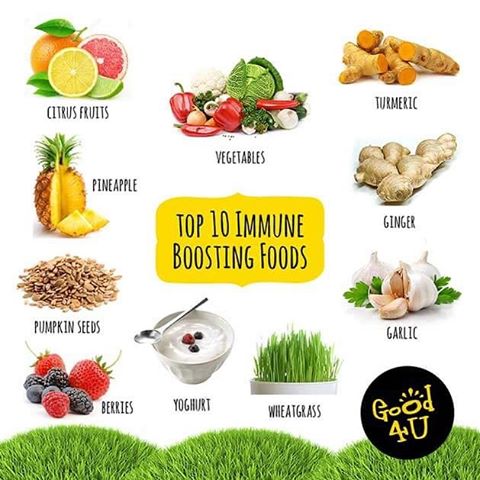 CITRUS FRUITS
VEGETABLES
TURMERIC
PINEAPPLE
GINGER
TOP 10 IMMUNE
BOOSTING FOODS
PUMPKIN SEEDS
GARLIC
BERRIES
YOGHURT
WHEATGRASS
Good
4U